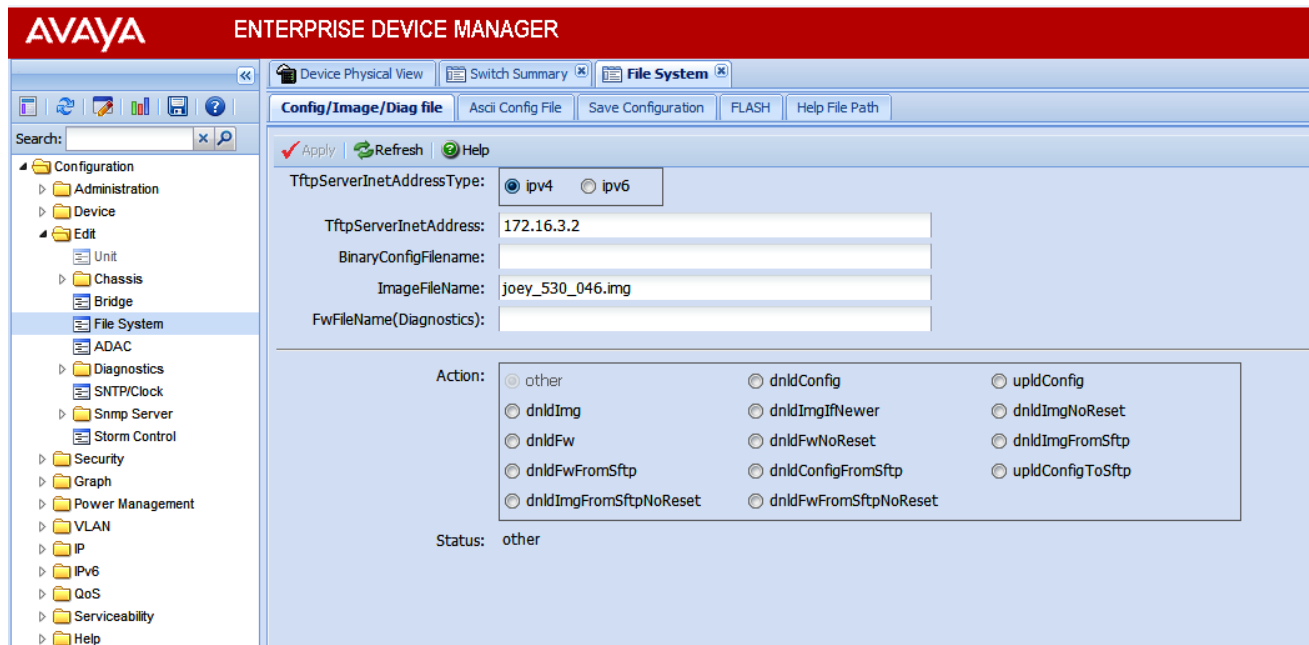 AVAYA ENTERPRISE DEVICE MANAGER
Device Physical View Switch Summary File System
Config/Image/Diag file Ascii Config File Save Configuration FLASH Help File Path
Search:
Configuration
Administration
Device
Edit
Unit
Chassis
Bridge
File System
ADAC
Diagnostics
SNTP/Clock
Snmp Server
Storm Control
Security
Graph
Power Management
VLAN
IP
IPv6
QoS
Serviceability
Help
Apply Refresh Help
TftpServerInetAddressType: ipv4 ipv6
TftpServerInetAddress: 172.16.3.2
BinaryConfigFilename:
ImageFileName: joey_530_046.img
FwFileName(Diagnostics):
Action: other dnldConfig upldConfig
dnldImg dnldImgIfNewer dnldImgNoReset
dnldFw dnldFwNoReset dnldImgFromSftp
dnldFwFromSftp dnldConfigFromSftp upldConfigToSftp
dnldImgFromSftpNoReset dnldFwFromSftpNoReset
Status: other